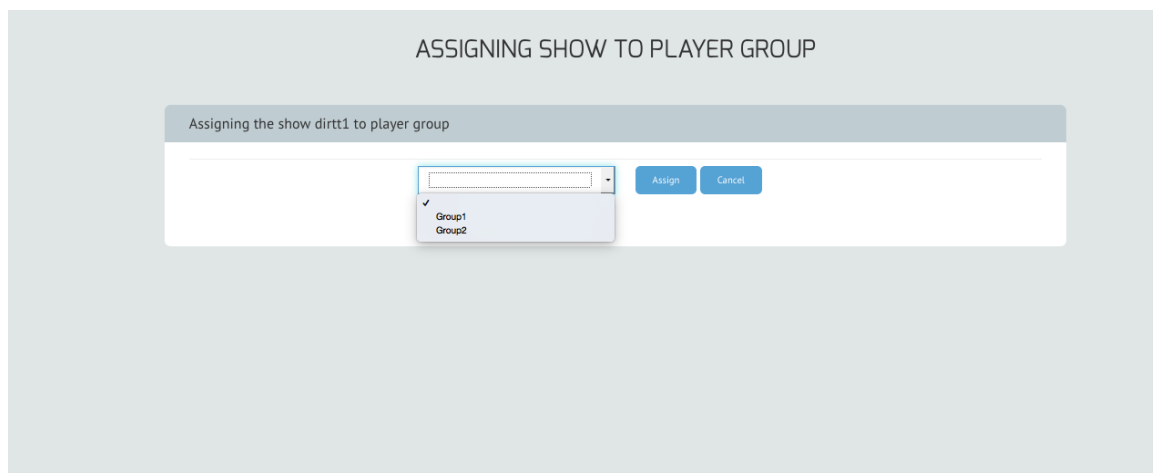 ASSIGNING SHOW TO PLAYER GROUP
Assigning the show dirtt1 to player group
Assign Cancel
Group1
Group2